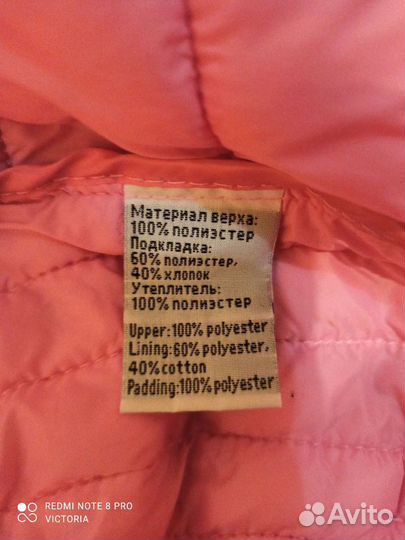 Материал верха:
100% полиэстер
Подкладка:
60% полиэстер,
40% хлопок
Утеплитель:
100% полиэстер
Upper:100% polyester
Lining:60% polyester,
40%cotton
Padding:100% polyester
REDMI NOTE 8 PRO
VICTORIA
Avito